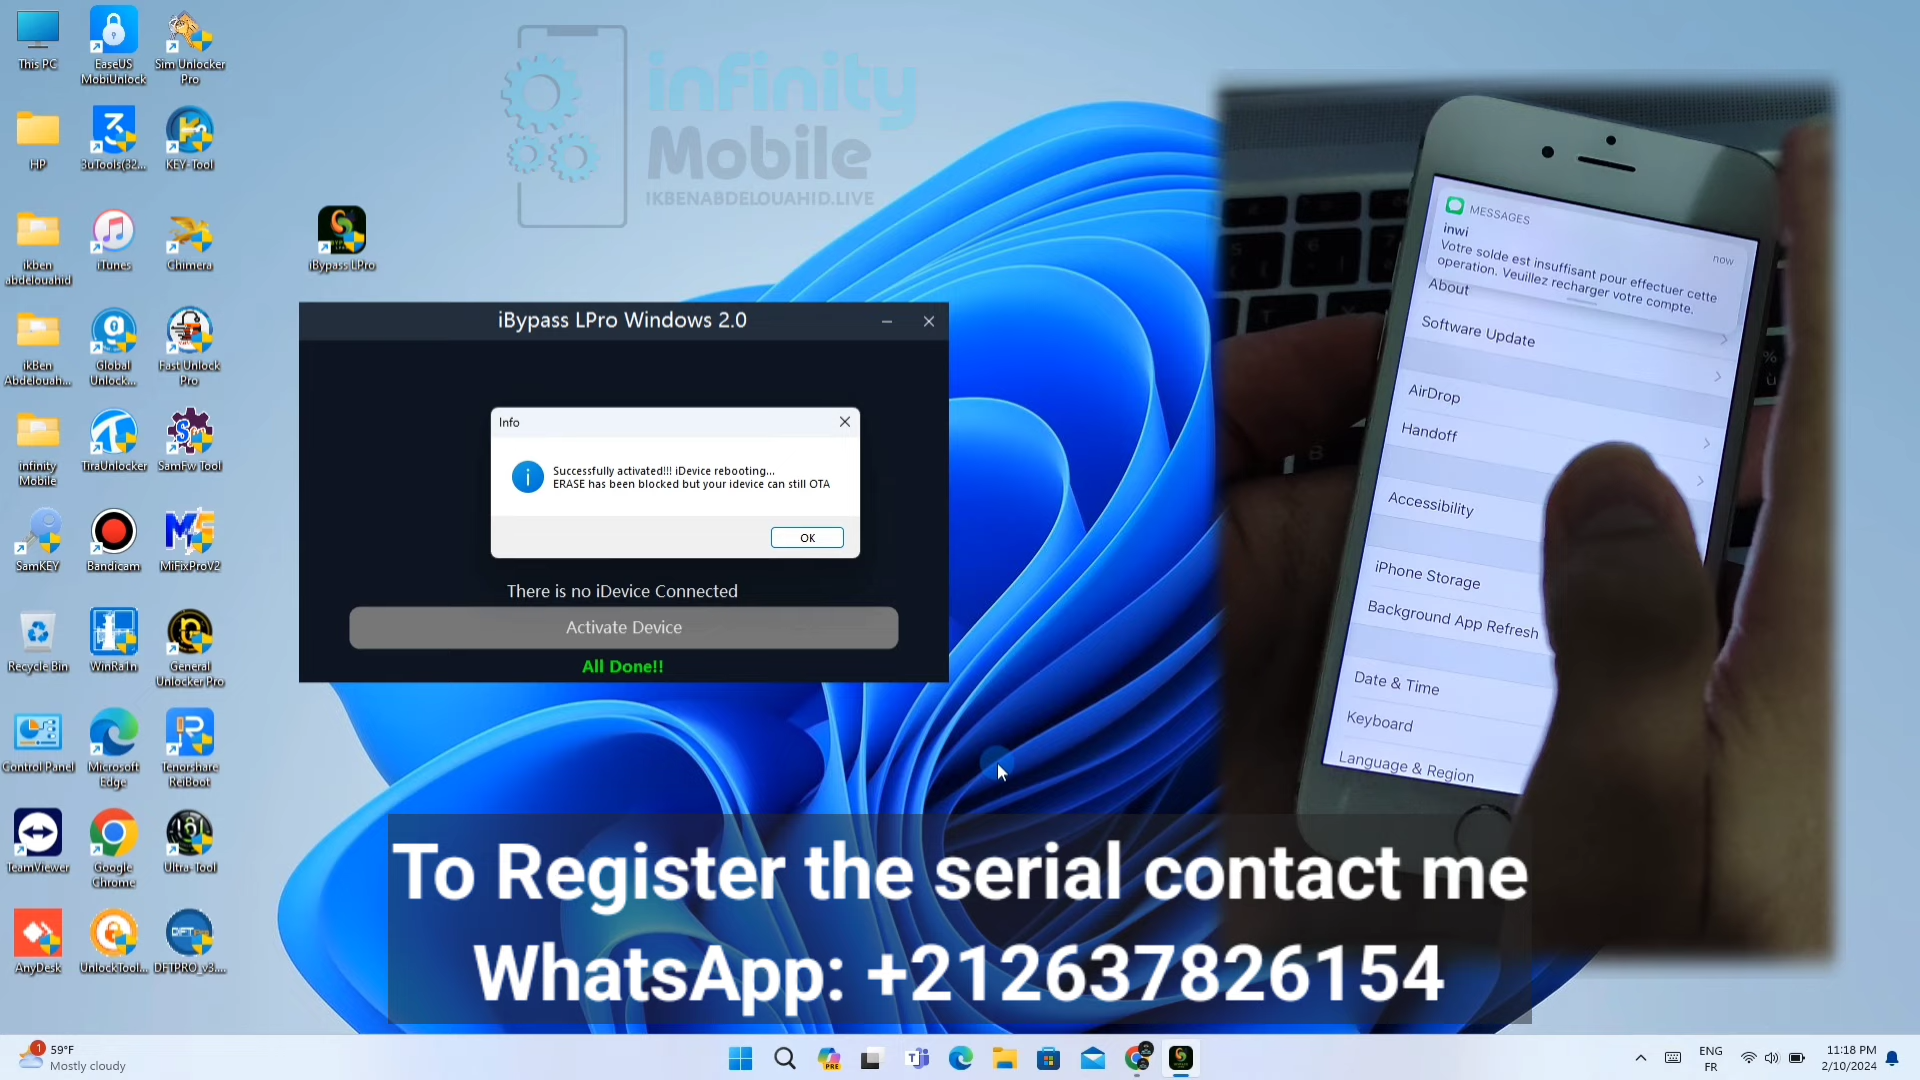 This PC
EaseUS
MobiUnlock
Sim Unlocker
Pro
HP
3uTools(32...
KEY-Tool
ikben
abdelouahid
iTunes
Chimera
ikBen
Abdelouah...
Global
Unlock...
Fast Unlock
Pro
infinity
Mobile
TiraUnlocker
SamFw Tool
SamKEY
Bandicam
MiFixProV2
Recycle Bin
WinRa1n
General
Unlocker Pro
Control Panel
Microsoft
Edge
Tenorshare
ReiBoot
TeamViewer
Google
Chrome
Ultra-Tool
AnyDesk
UnlockTool...
DFTPRO_v3....
iBypass LPro
infinity
Mobile
IKBENABDELOUAHID.LIVE
iBypass LPro Windows 2.0
Info
Successfully activated!!! iDevice rebooting...
ERASE has been blocked but your idevice can still OTA
OK
There is no iDevice Connected
Activate Device
All Done!!
MESSAGES
now
inwi
Votre solde est insuffisant pour effectuer cette
operation. Veuillez recharger votre compte.
About
Software Update
AirDrop
Handoff
Accessibility
iPhone Storage
Background App Refresh
Date & Time
Keyboard
Language & Region
To Register the serial contact me
WhatsApp: +212637826154
1
59°F
Mostly cloudy
PRE
ENG
FR
11:18 PM
2/10/2024